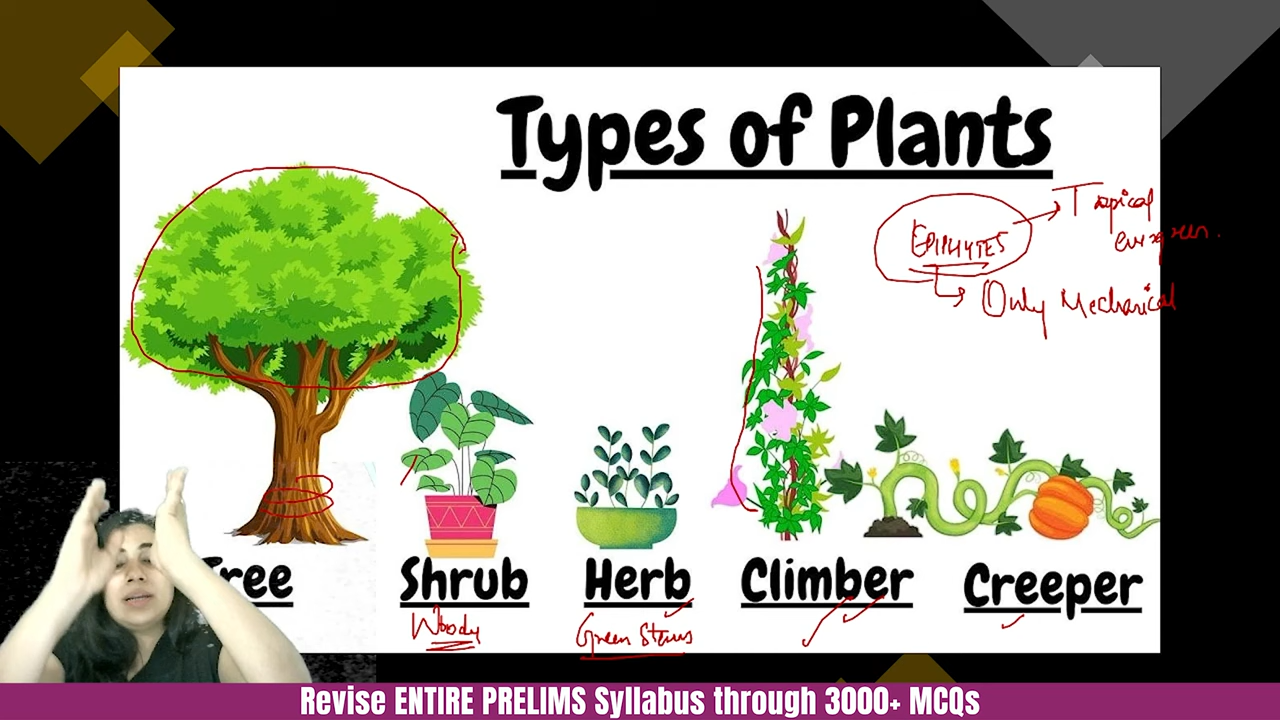 Types of Plants
EPIPHYTES
Tropical
evergreen.
Only Mechanical
Tree
Shrub
Herb
Climber
Creeper
Woody
Green Stems
Revise ENTIRE PRELIMS Syllabus through 3000+ MCQs